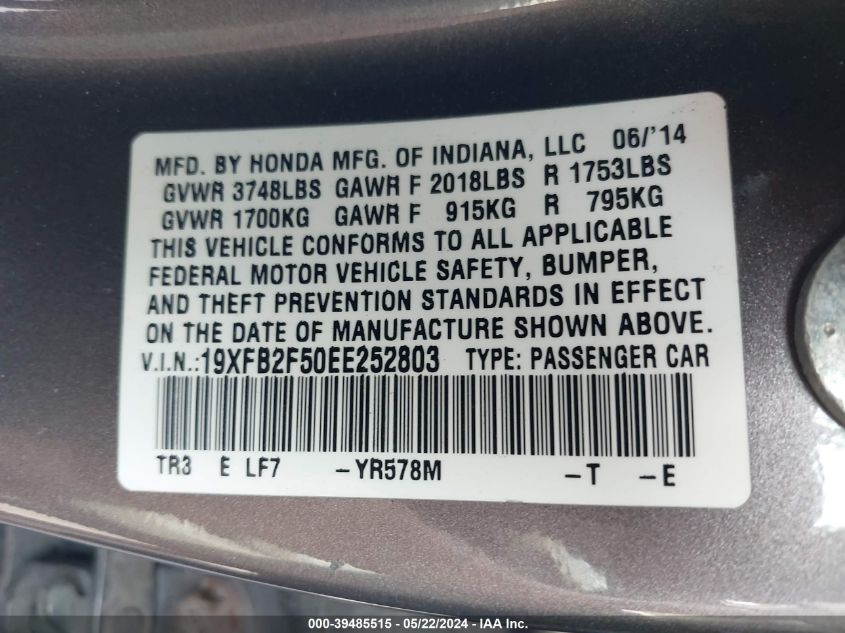 MFD. BY HONDA MFG. OF INDIANA, LLC 06/'14
GVWR 3748LBS GAWR F 2018LBS R 1753LBS
GVWR 1700KG GAWR F 915KG R 795KG
THIS VEHICLE CONFORMS TO ALL APPLICABLE
FEDERAL MOTOR VEHICLE SAFETY, BUMPER,
AND THEFT PREVENTION STANDARDS IN EFFECT
ON THE DATE OF MANUFACTURE SHOWN ABOVE.
V.I.N.:19XFB2F50EE252803 TYPE: PASSENGER CAR
TR3 E LF7 -YR578M -T -E
000-39485515 - 05/22/2024 - IAA Inc.